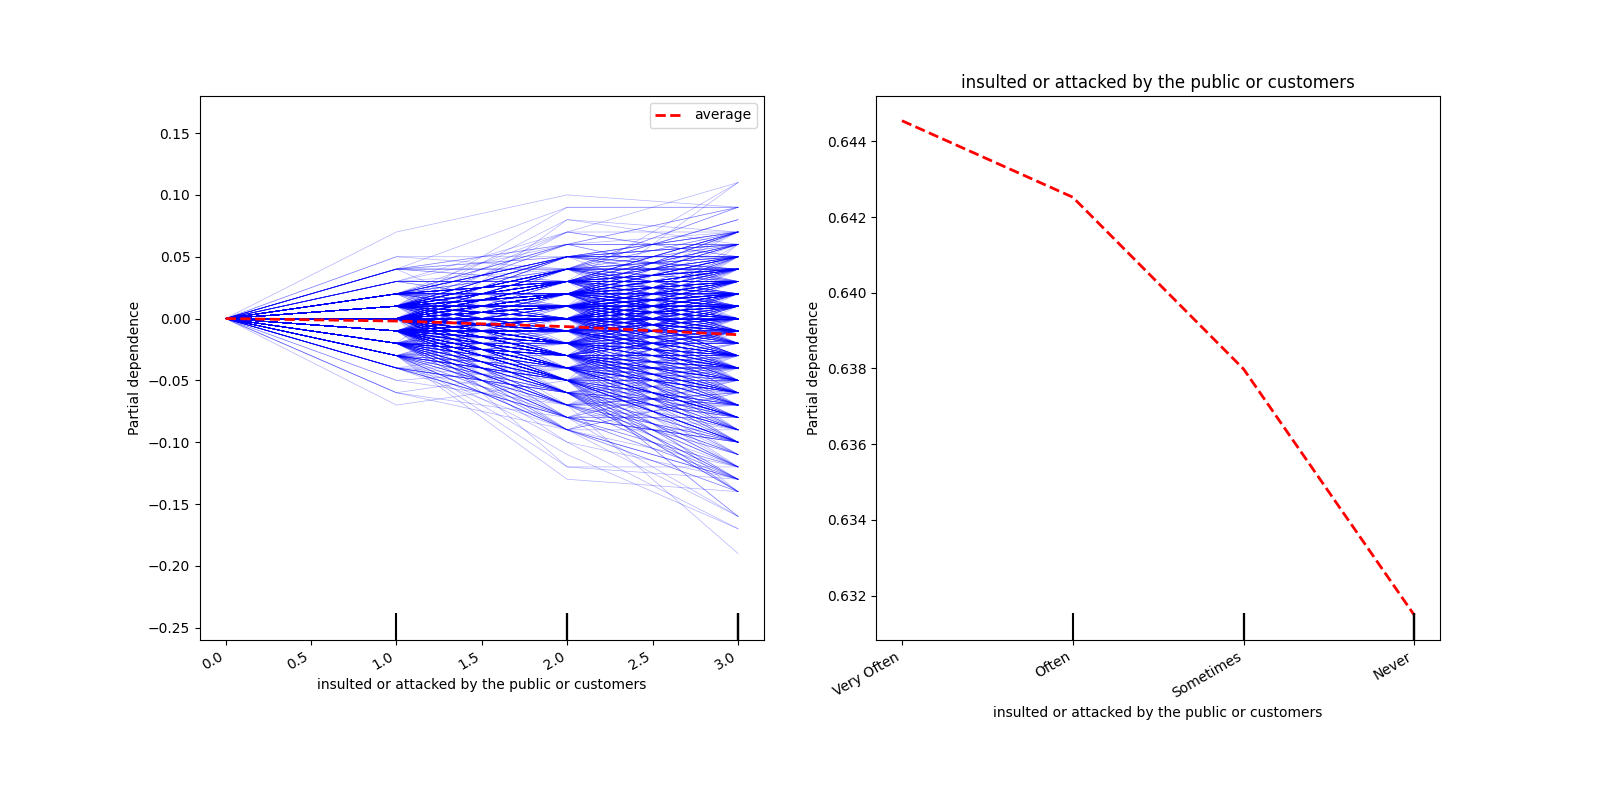 average
0.15
0.10
0.05
0.00
−0.05
−0.10
−0.15
−0.20
−0.25
Partial dependence
0.0
0.5
1.0
1.5
2.0
2.5
3.0
insulted or attacked by the public or customers
insulted or attacked by the public or customers
0.644
0.642
0.640
0.638
0.636
0.634
0.632
Partial dependence
Very Often
Often
Sometimes
Never
insulted or attacked by the public or customers